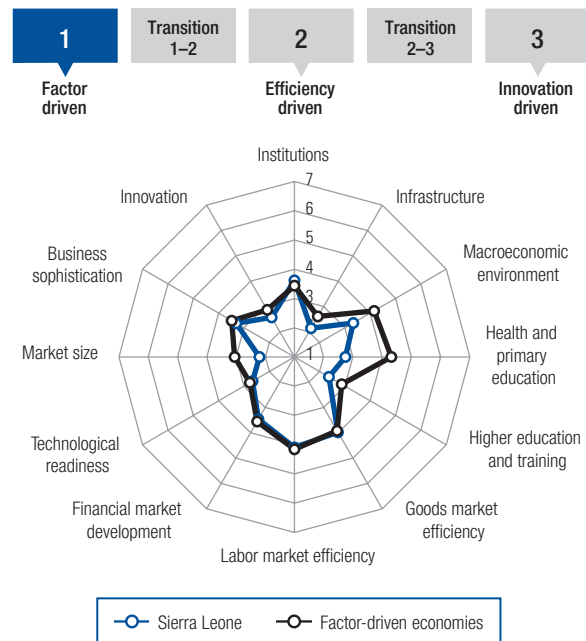 1
Transition
1–2
2
Transition
2–3
3
Factor
driven
Efficiency
driven
Innovation
driven
Institutions
7
6
5
4
3
2
1
Innovation
Infrastructure
Business
sophistication
Macroeconomic
environment
Market size
Health and
primary
education
Technological
readiness
Higher education
and training
Financial market
development
Goods market
efficiency
Labor market efficiency
Sierra Leone
Factor-driven economies